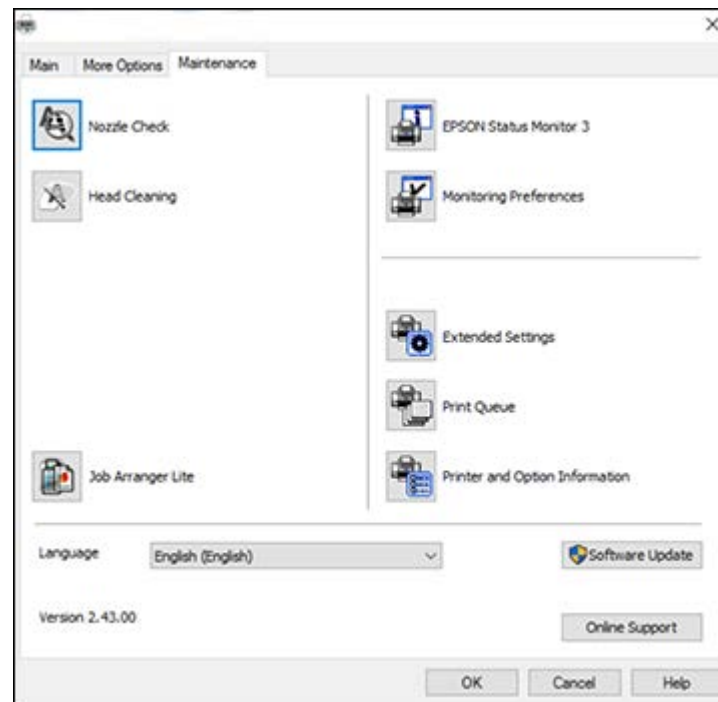 Main More Options Maintenance
Nozzle Check
EPSON Status Monitor 3
Head Cleaning
Monitoring Preferences
Extended Settings
Print Queue
Job Arranger Lite
Printer and Option Information
Language English (English) Software Update
Version 2.43.00
Online Support
OK Cancel Help